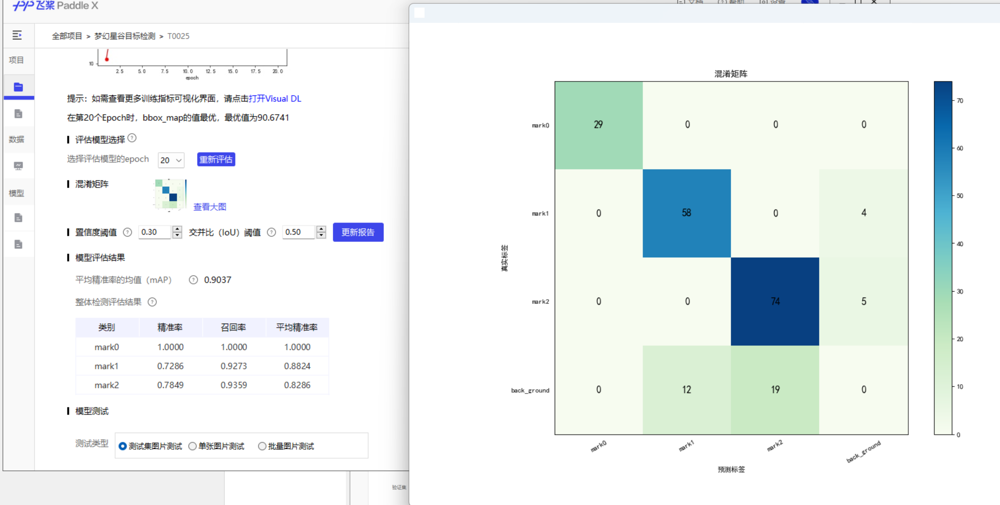 飞桨 Paddle X
文档 帮助 设置
全部项目 > 梦幻星谷目标检测 > T0025
项目
数据
模型
10
2.5 5.0 7.5 10.0 12.5 15.0 17.5 20.0
epoch
提示：如需查看更多训练指标可视化界面，请点击打开Visual DL
在第20个Epoch时，bbox_map的值最优，最优值为90.6741
评估模型选择 ?
选择评估模型的epoch 20 重新评估
混淆矩阵
查看大图
置信度阈值 ? 0.30 交并比（IoU）阈值 ? 0.50 更新报告
模型评估结果
平均精准率的均值（mAP） ? 0.9037
整体检测评估结果 ?
类别 精准率 召回率 平均精准率
mark0 1.0000 1.0000 1.0000
mark1 0.7286 0.9273 0.8824
mark2 0.7849 0.9359 0.8286
模型测试
测试类型 测试集图片测试 单张图片测试 批量图片测试
验证集
混淆矩阵
mark0 29 0 0 0
mark1 0 58 0 4
mark2 0 0 74 5
back_ground 0 12 19 0
真实标签
mark0 mark1 mark2 back_ground
预测标签
70
60
50
40
30
20
10
0